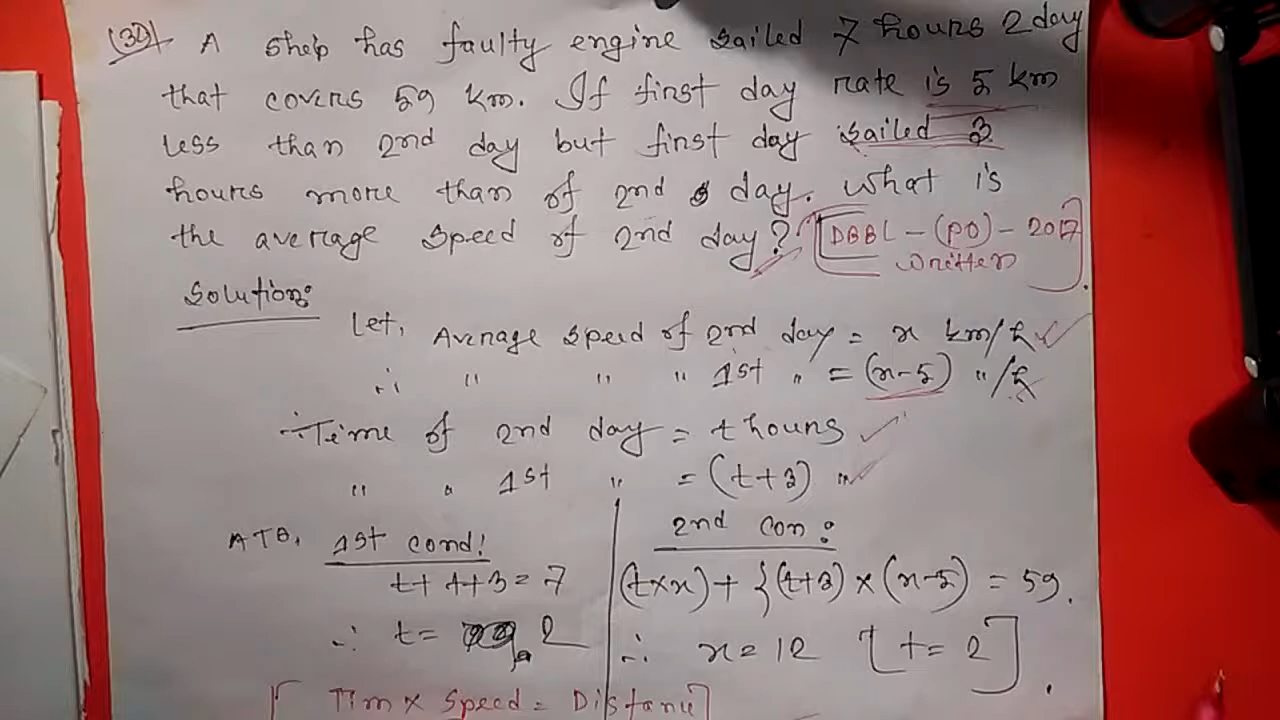 (30) A ship has faulty engine sailed 7 hours 2 day
that covers 59 km. If first day rate is 5 km
less than 2nd day but first day sailed 3
hours more than of 2nd day. what is
the average speed of 2nd day? [DBBL - (PO) - 2017
written].
Solution:
Let, Average speed of 2nd day = x km/h
∴ " " " 1st " = (x-5) "/h
∴ Time of 2nd day = t hours
" " 1st " = (t+3) "
ATQ, 1st cond!
t+ t+3 = 7
∴ t = 2
2nd con:
(t×x) + {(t+3) × (x-5) = 59.
∴ x = 12 [t = 2].
[Tim × Speed = Distance]